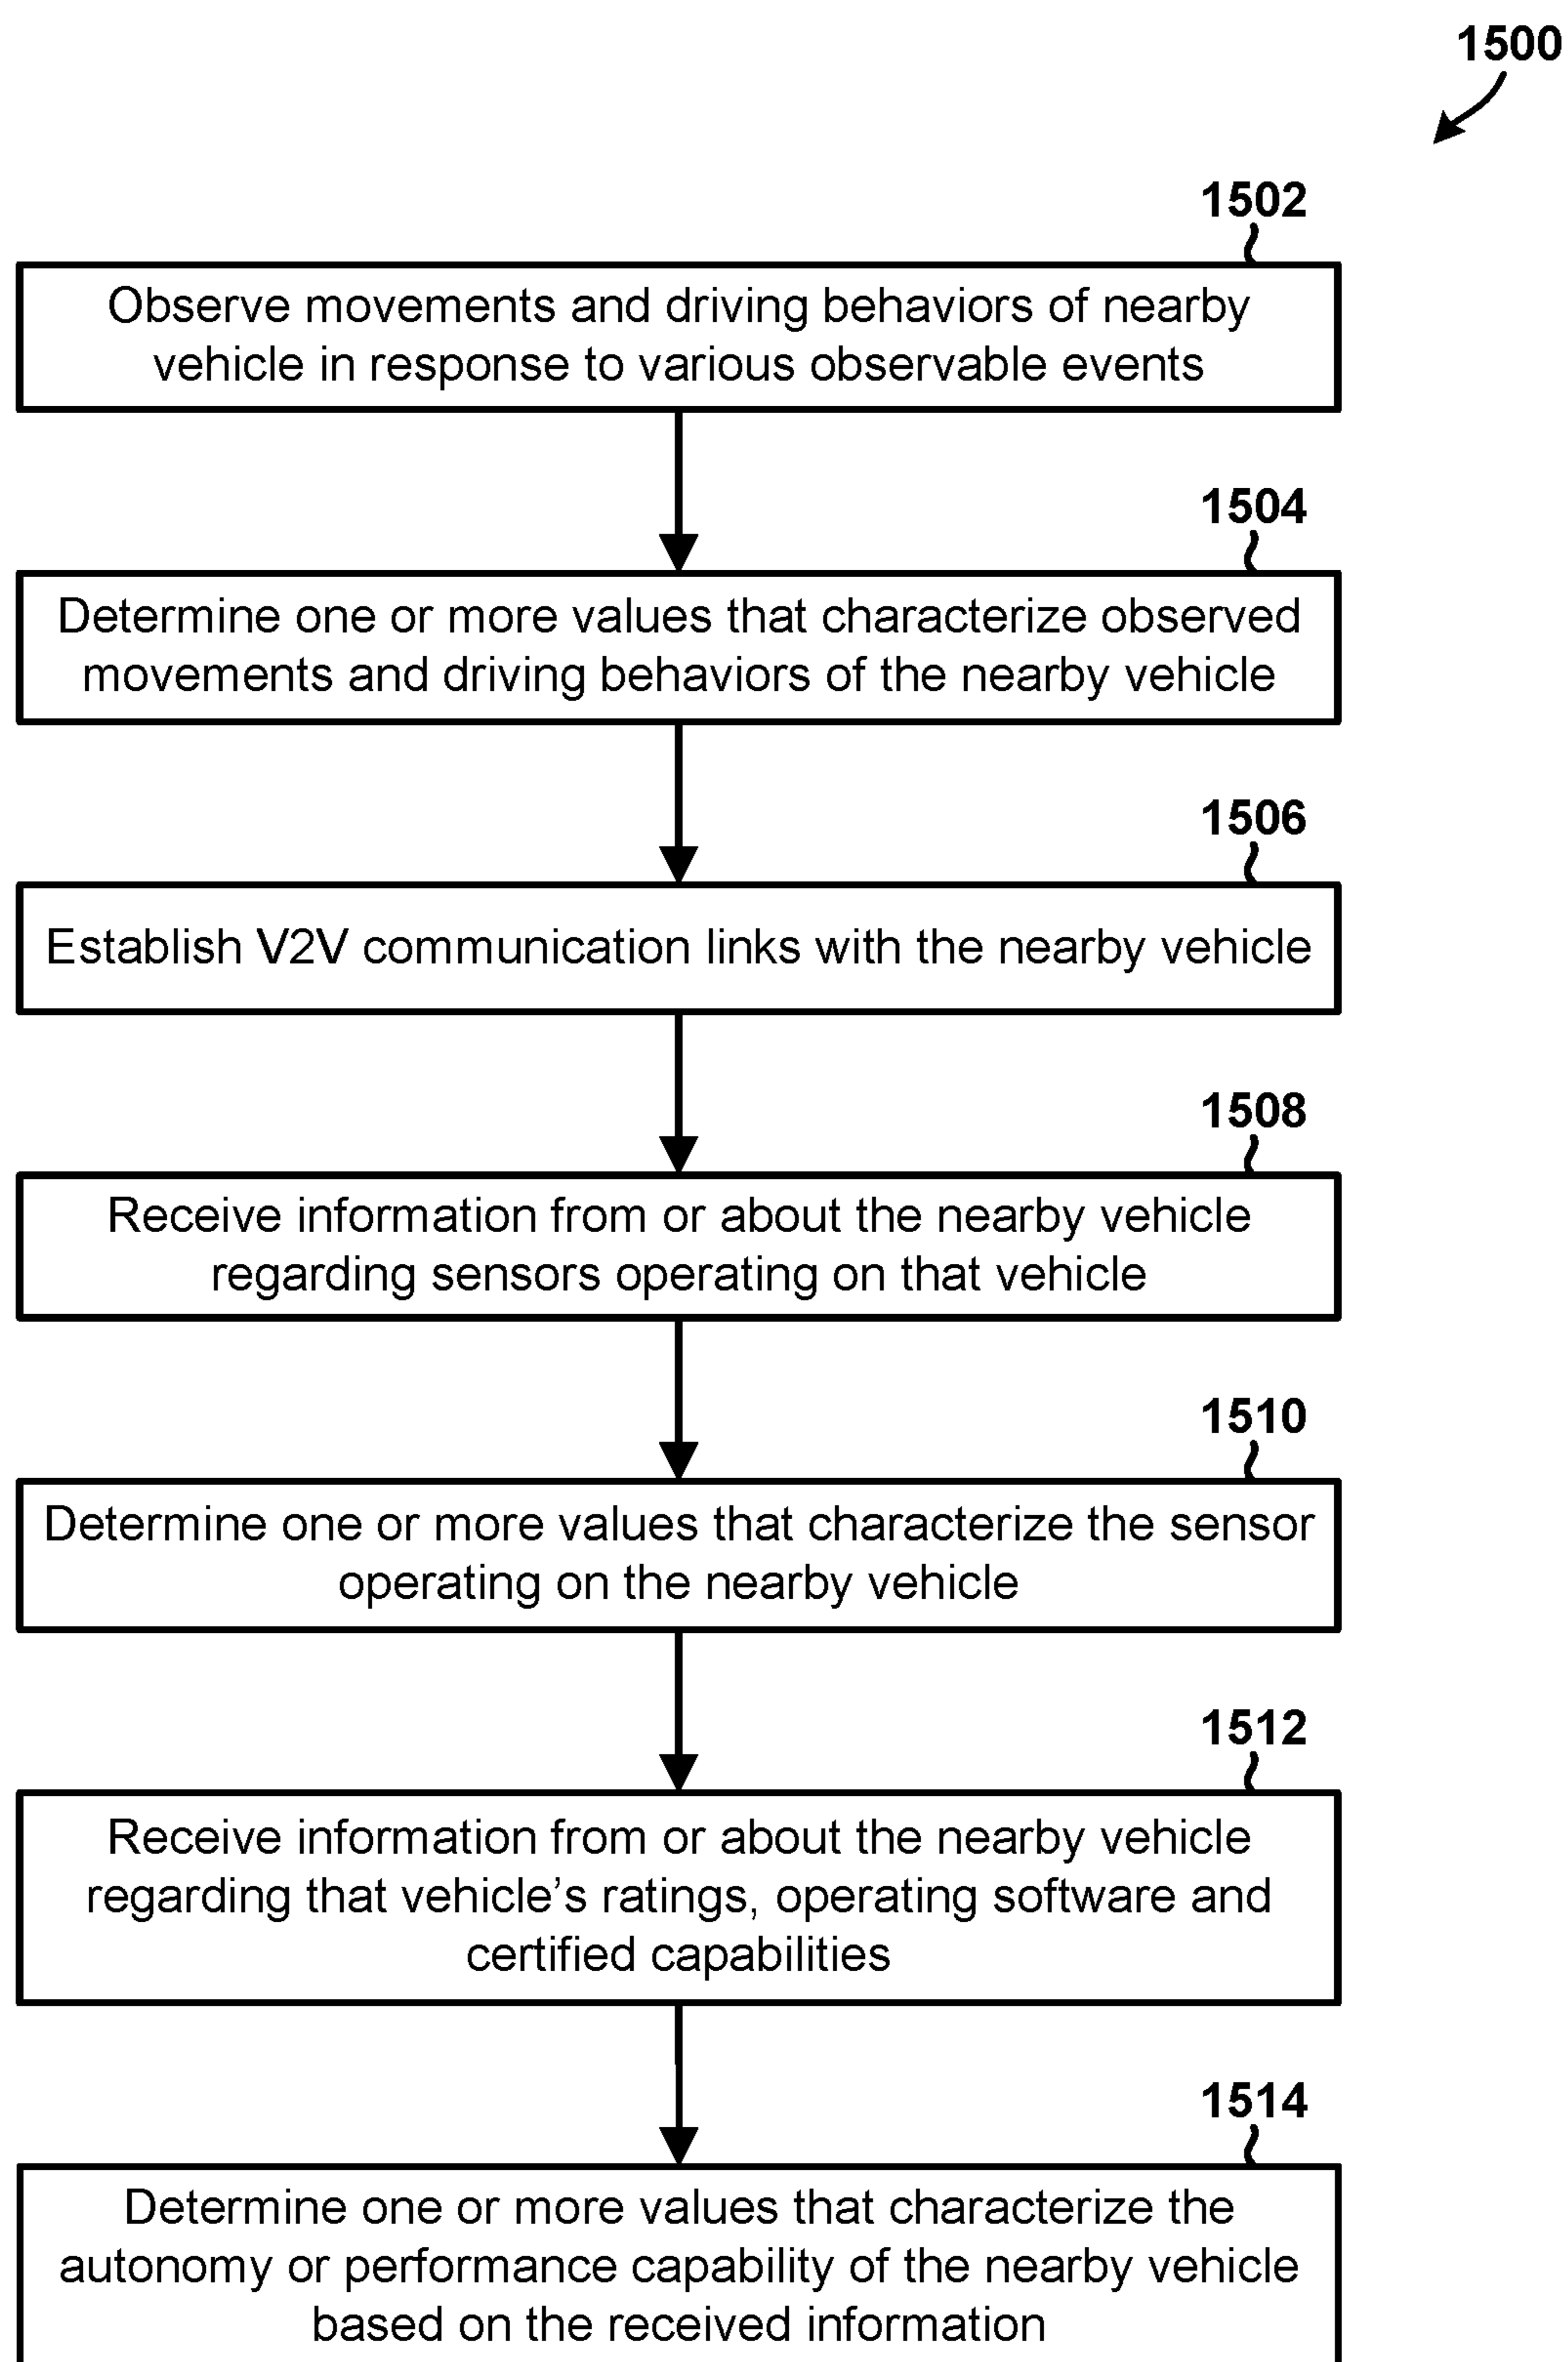 1500
1502
Observe movements and driving behaviors of nearby
vehicle in response to various observable events
1504
Determine one or more values that characterize observed
movements and driving behaviors of the nearby vehicle
1506
Establish V2V communication links with the nearby vehicle
1508
Receive information from or about the nearby vehicle
regarding sensors operating on that vehicle
1510
Determine one or more values that characterize the sensor
operating on the nearby vehicle
1512
Receive information from or about the nearby vehicle
regarding that vehicle’s ratings, operating software and
certified capabilities
1514
Determine one or more values that characterize the
autonomy or performance capability of the nearby vehicle
based on the received information